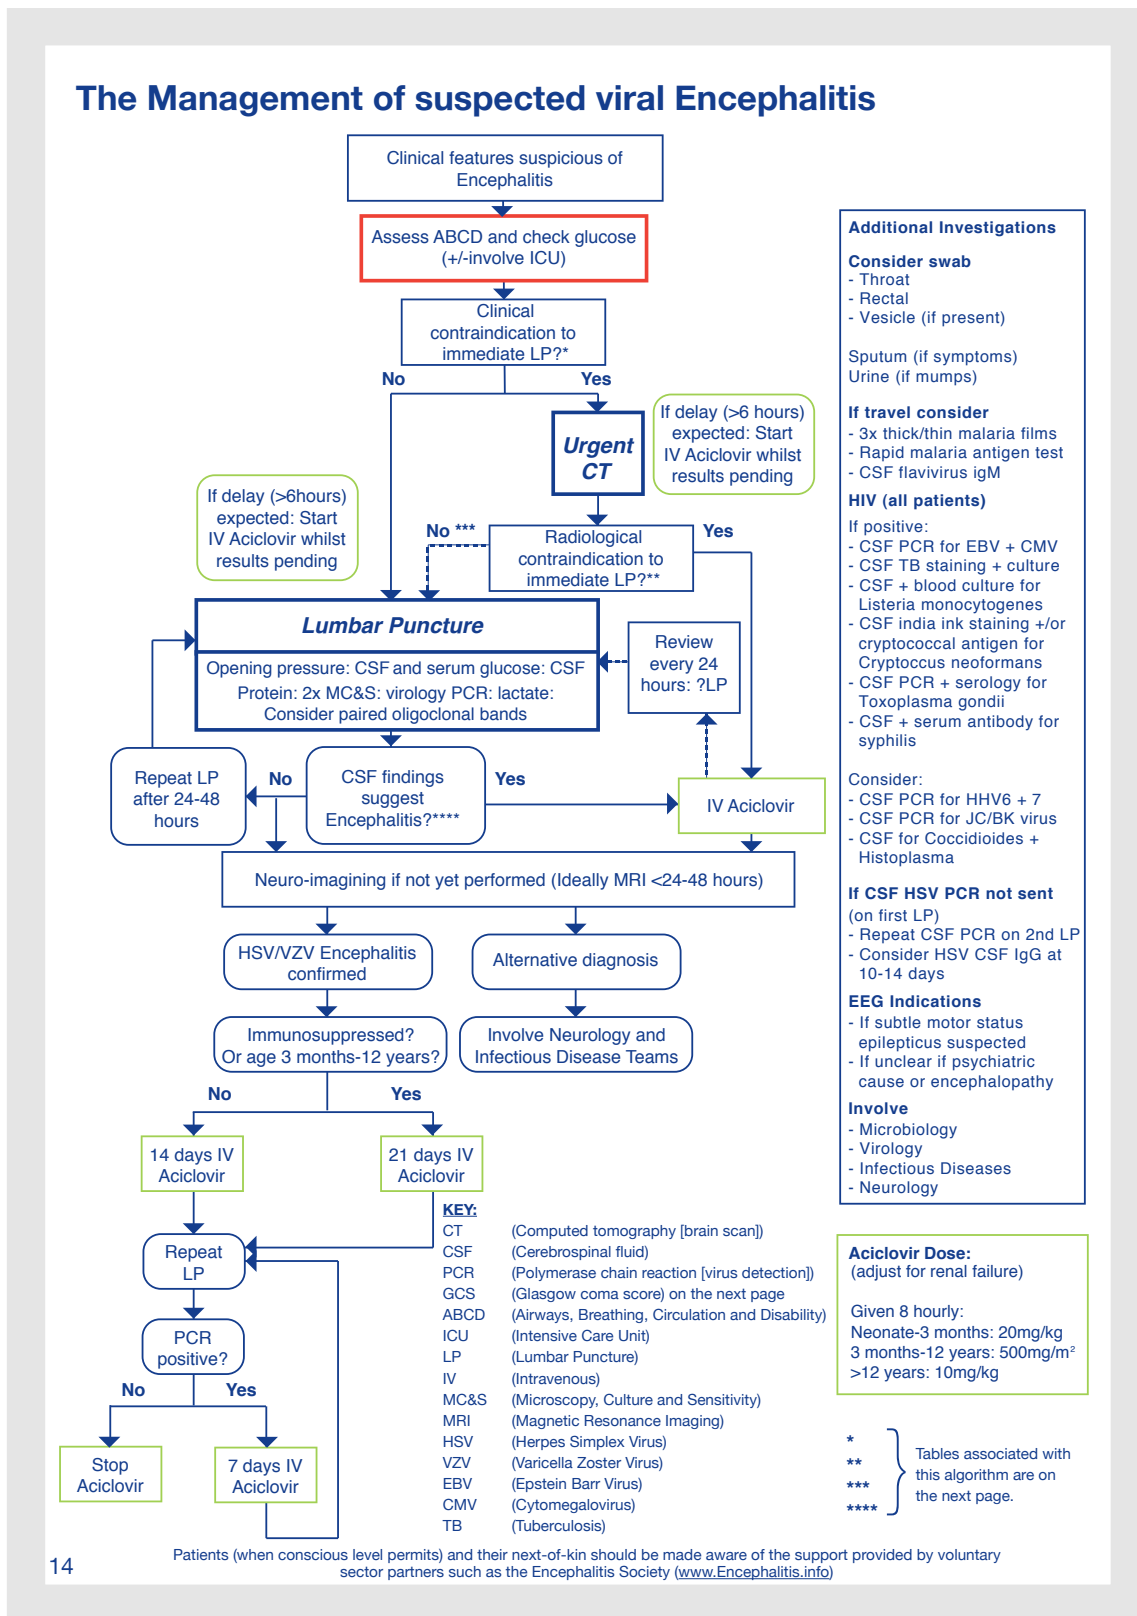 The Management of suspected viral Encephalitis
Clinical features suspicious of
Encephalitis
Assess ABCD and check glucose
(+/-involve ICU)
Clinical
contraindication to
immediate LP?*
No
Yes
Urgent
CT
If delay (>6 hours)
expected: Start
IV Aciclovir whilst
results pending
If delay (>6hours)
expected: Start
IV Aciclovir whilst
results pending
No ***
Radiological
contraindication to
immediate LP?**
Yes
Lumbar Puncture
Opening pressure: CSF and serum glucose: CSF
Protein: 2x MC&S: virology PCR: lactate:
Consider paired oligoclonal bands
Review
every 24
hours: ?LP
Repeat LP
after 24-48
hours
No
CSF findings
suggest
Encephalitis?****
Yes
IV Aciclovir
Neuro-imagining if not yet performed (Ideally MRI <24-48 hours)
HSV/VZV Encephalitis
confirmed
Alternative diagnosis
Immunosuppressed?
Or age 3 months-12 years?
Involve Neurology and
Infectious Disease Teams
No
Yes
14 days IV
Aciclovir
21 days IV
Aciclovir
Repeat
LP
PCR
positive?
No
Yes
Stop
Aciclovir
7 days IV
Aciclovir
KEY:
CT (Computed tomography [brain scan])
CSF (Cerebrospinal fluid)
PCR (Polymerase chain reaction [virus detection])
GCS (Glasgow coma score) on the next page
ABCD (Airways, Breathing, Circulation and Disability)
ICU (Intensive Care Unit)
LP (Lumbar Puncture)
IV (Intravenous)
MC&S (Microscopy, Culture and Sensitivity)
MRI (Magnetic Resonance Imaging)
HSV (Herpes Simplex Virus)
VZV (Varicella Zoster Virus)
EBV (Epstein Barr Virus)
CMV (Cytomegalovirus)
TB (Tuberculosis)
Additional Investigations
Consider swab
- Throat
- Rectal
- Vesicle (if present)
Sputum (if symptoms)
Urine (if mumps)
If travel consider
- 3x thick/thin malaria films
- Rapid malaria antigen test
- CSF flavivirus igM
HIV (all patients)
If positive:
- CSF PCR for EBV + CMV
- CSF TB staining + culture
- CSF + blood culture for
Listeria monocytogenes
- CSF india ink staining +/or
cryptococcal antigen for
Cryptoccus neoformans
- CSF PCR + serology for
Toxoplasma gondii
- CSF + serum antibody for
syphilis
Consider:
- CSF PCR for HHV6 + 7
- CSF PCR for JC/BK virus
- CSF for Coccidioides +
Histoplasma
If CSF HSV PCR not sent
(on first LP)
- Repeat CSF PCR on 2nd LP
- Consider HSV CSF IgG at
10-14 days
EEG Indications
- If subtle motor status
epilepticus suspected
- If unclear if psychiatric
cause or encephalopathy
Involve
- Microbiology
- Virology
- Infectious Diseases
- Neurology
Aciclovir Dose:
(adjust for renal failure)
Given 8 hourly:
Neonate-3 months: 20mg/kg
3 months-12 years: 500mg/m²
>12 years: 10mg/kg
*
**
***
****
Tables associated with
this algorithm are on
the next page.
Patients (when conscious level permits) and their next-of-kin should be made aware of the support provided by voluntary
sector partners such as the Encephalitis Society (www.Encephalitis.info)
14